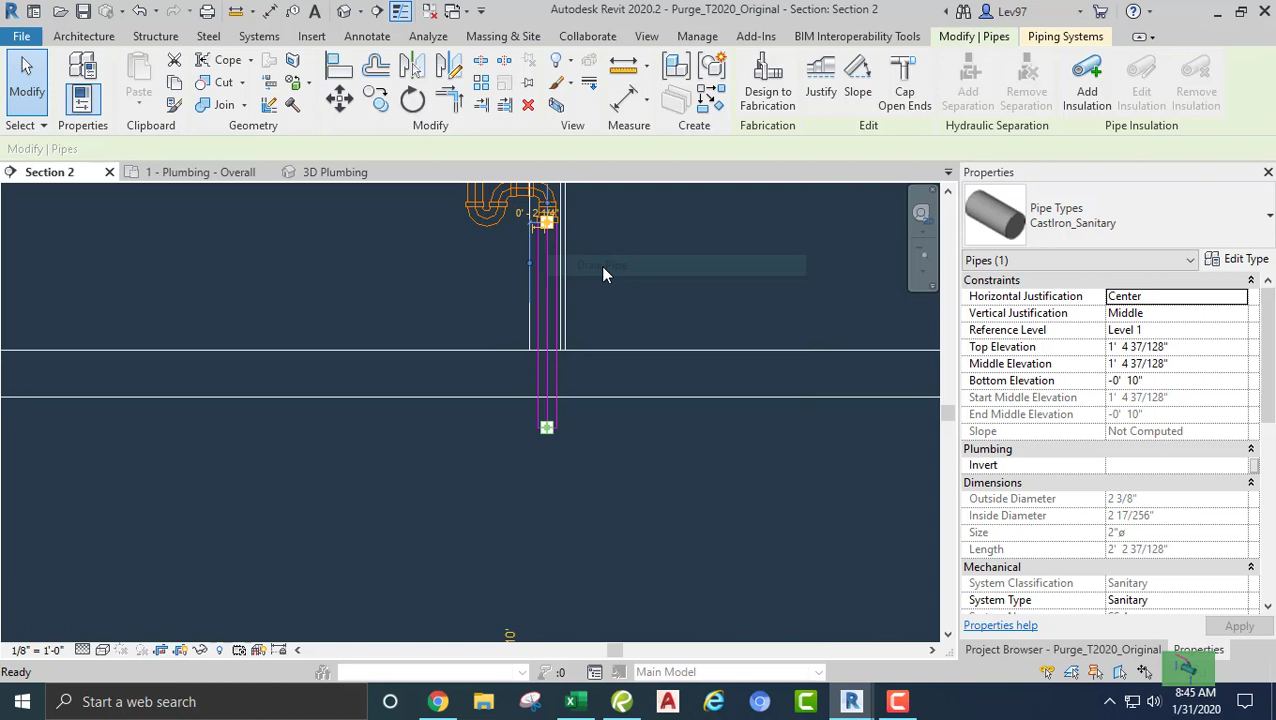 Autodesk Revit 2020.2 - Purge_T2020_Original - Section: Section 2
Lev97
File Architecture Structure Steel Systems Insert Annotate Analyze Massing & Site Collaborate View Manage Add-Ins BIM Interoperability Tools Modify | Pipes Piping Systems
Modify
Paste
Cope
Cut
Join
Design to Fabrication
Justify
Slope
Cap Open Ends
Add Separation
Remove Separation
Add Insulation
Edit Insulation
Remove Insulation
Select Properties Clipboard Geometry Modify View Measure Create Fabrication Edit Hydraulic Separation Pipe Insulation
Modify | Pipes
Section 2 1 - Plumbing - Overall 3D Plumbing
Properties
Pipe Types
CastIron_Sanitary
Pipes (1) Edit Type
Constraints
Horizontal Justification Center
Vertical Justification Middle
Reference Level Level 1
Top Elevation 1' 4 37/128"
Middle Elevation 1' 4 37/128"
Bottom Elevation -0' 10"
Start Middle Elevation 1' 4 37/128"
End Middle Elevation -0' 10"
Slope Not Computed
Plumbing
Invert
Dimensions
Outside Diameter 2 3/8"
Inside Diameter 2 17/256"
Size 2"ø
Length 2' 2 37/128"
Mechanical
System Classification Sanitary
System Type Sanitary
Properties help Apply
Project Browser - Purge_T2020_Original Properties
0' - 2 1/4"
Draw Pipe
10'
1/8" = 1'-0"
Ready :0 Main Model
Start a web search
8:45 AM
1/31/2020